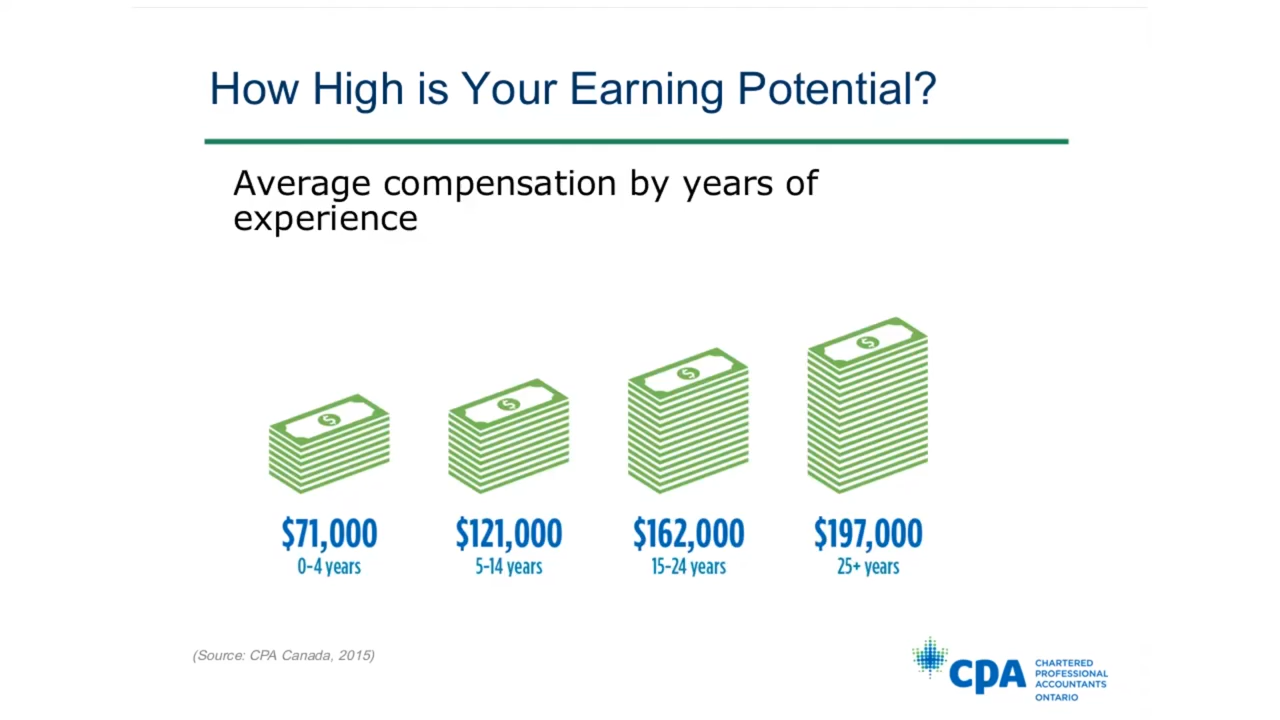 How High is Your Earning Potential?
Average compensation by years of
experience
$71,000
0-4 years
$121,000
5-14 years
$162,000
15-24 years
$197,000
25+ years
(Source: CPA Canada, 2015)
CPA
CHARTERED
PROFESSIONAL
ACCOUNTANTS
ONTARIO